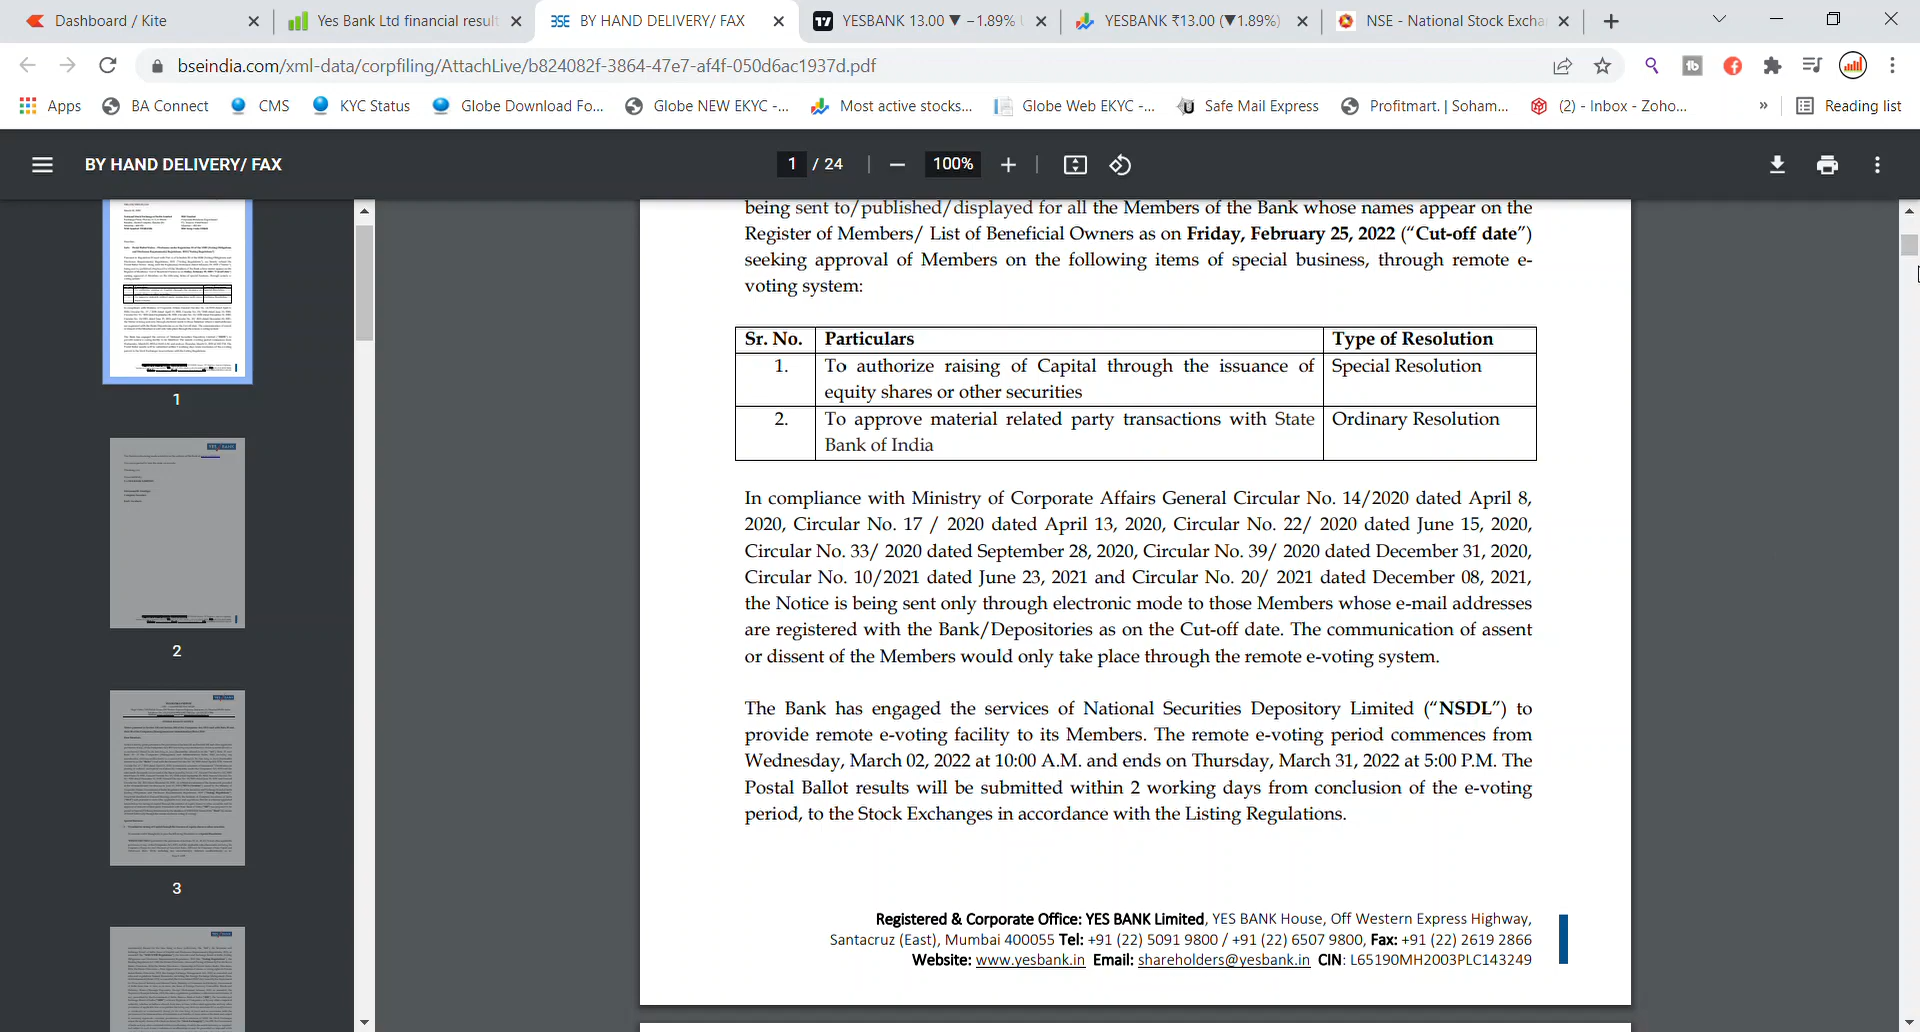 Dashboard / Kite
Yes Bank Ltd financial result
BSE BY HAND DELIVERY/ FAX
YESBANK 13.00 ▼ −1.89%
YESBANK ₹13.00 (▼1.89%)
NSE - National Stock Excha
bseindia.com/xml-data/corpfiling/AttachLive/b824082f-3864-47e7-af4f-050d6ac1937d.pdf
Apps
BA Connect
CMS
KYC Status
Globe Download Fo...
Globe NEW EKYC -...
Most active stocks...
Globe Web EKYC -...
Safe Mail Express
Profitmart. | Soham...
(2) - Inbox - Zoho...
»
Reading list
BY HAND DELIVERY/ FAX
1 / 24
100%
being sent to/published/displayed for all the Members of the Bank whose names appear on the
Register of Members/ List of Beneficial Owners as on Friday, February 25, 2022 (“Cut-off date”)
seeking approval of Members on the following items of special business, through remote e-
voting system:
Sr. No. Particulars Type of Resolution
1. To authorize raising of Capital through the issuance of Special Resolution
equity shares or other securities
2. To approve material related party transactions with State Ordinary Resolution
Bank of India
In compliance with Ministry of Corporate Affairs General Circular No. 14/2020 dated April 8,
2020, Circular No. 17 / 2020 dated April 13, 2020, Circular No. 22/ 2020 dated June 15, 2020,
Circular No. 33/ 2020 dated September 28, 2020, Circular No. 39/ 2020 dated December 31, 2020,
Circular No. 10/2021 dated June 23, 2021 and Circular No. 20/ 2021 dated December 08, 2021,
the Notice is being sent only through electronic mode to those Members whose e-mail addresses
are registered with the Bank/Depositories as on the Cut-off date. The communication of assent
or dissent of the Members would only take place through the remote e-voting system.
The Bank has engaged the services of National Securities Depository Limited (“NSDL”) to
provide remote e-voting facility to its Members. The remote e-voting period commences from
Wednesday, March 02, 2022 at 10:00 A.M. and ends on Thursday, March 31, 2022 at 5:00 P.M. The
Postal Ballot results will be submitted within 2 working days from conclusion of the e-voting
period, to the Stock Exchanges in accordance with the Listing Regulations.
Registered & Corporate Office: YES BANK Limited, YES BANK House, Off Western Express Highway,
Santacruz (East), Mumbai 400055 Tel: +91 (22) 5091 9800 / +91 (22) 6507 9800, Fax: +91 (22) 2619 2866
Website: www.yesbank.in Email: shareholders@yesbank.in CIN: L65190MH2003PLC143249
1
2
3